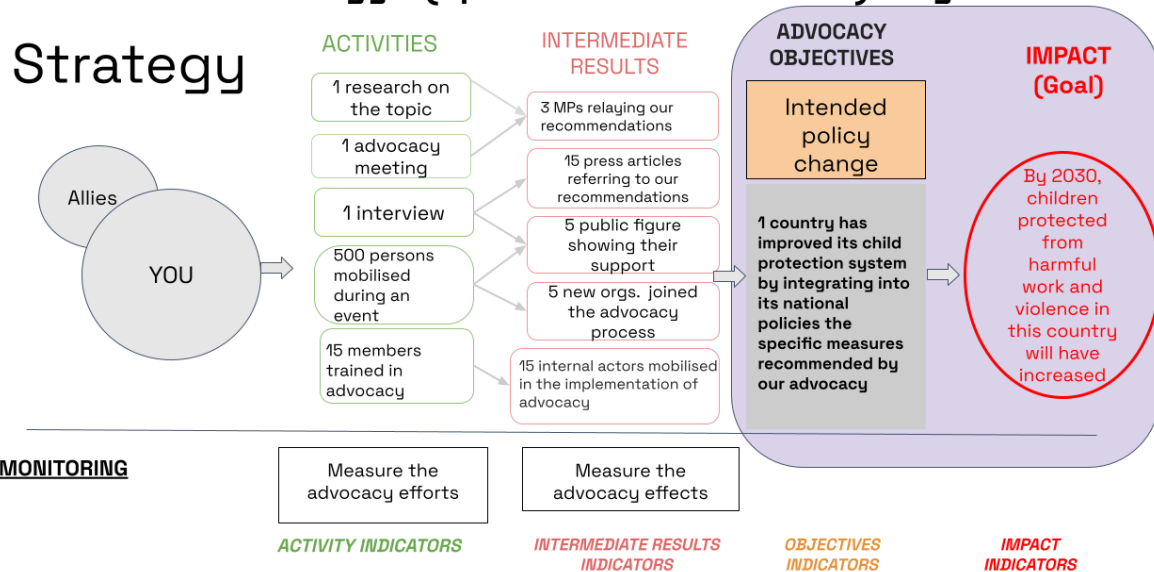 Strategy
Allies
YOU
ACTIVITIES
1 research on
the topic
1 advocacy
meeting
1 interview
500 persons
mobilised
during an
event
15 members
trained in
advocacy
INTERMEDIATE
RESULTS
3 MPs relaying our
recommendations
15 press articles
referring to our
recommendations
5 public figure
showing their
support
5 new orgs. joined
the advocacy
process
15 internal actors mobilised
in the implementation of
advocacy
ADVOCACY
OBJECTIVES
Intended
policy
change
1 country has
improved its child
protection system
by integrating into
its national
policies the
specific measures
recommended by
our advocacy
IMPACT
(Goal)
By 2030,
children
protected
from
harmful
work and
violence in
this country
will have
increased
MONITORING
Measure the
advocacy efforts
Measure the
advocacy effects
ACTIVITY INDICATORS
INTERMEDIATE RESULTS
INDICATORS
OBJECTIVES
INDICATORS
IMPACT
INDICATORS